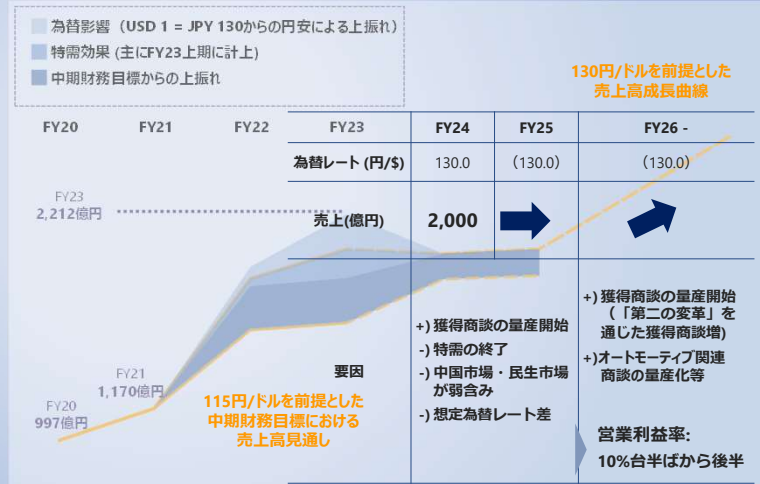 為替影響（USD 1 = JPY 130からの円安による上振れ）
特需効果 (主にFY23上期に計上)
中期財務目標からの上振れ
130円/ドルを前提とした
売上高成長曲線
FY20 FY21 FY22 FY23 FY24 FY25 FY26 -
為替レート (円/$) 130.0 （130.0） （130.0）
FY23
2,212億円
売上(億円) 2,000
要因
+) 獲得商談の量産開始
-) 特需の終了
-) 中国市場・民生市場
が弱含み
-) 想定為替レート差
+) 獲得商談の量産開始
（「第二の変革」を
通じた獲得商談増)
+)オートモーティブ関連
商談の量産化等
FY21
1,170億円
FY20
997億円
115円/ドルを前提とした
中期財務目標における
売上高見通し
営業利益率:
10%台半ばから後半